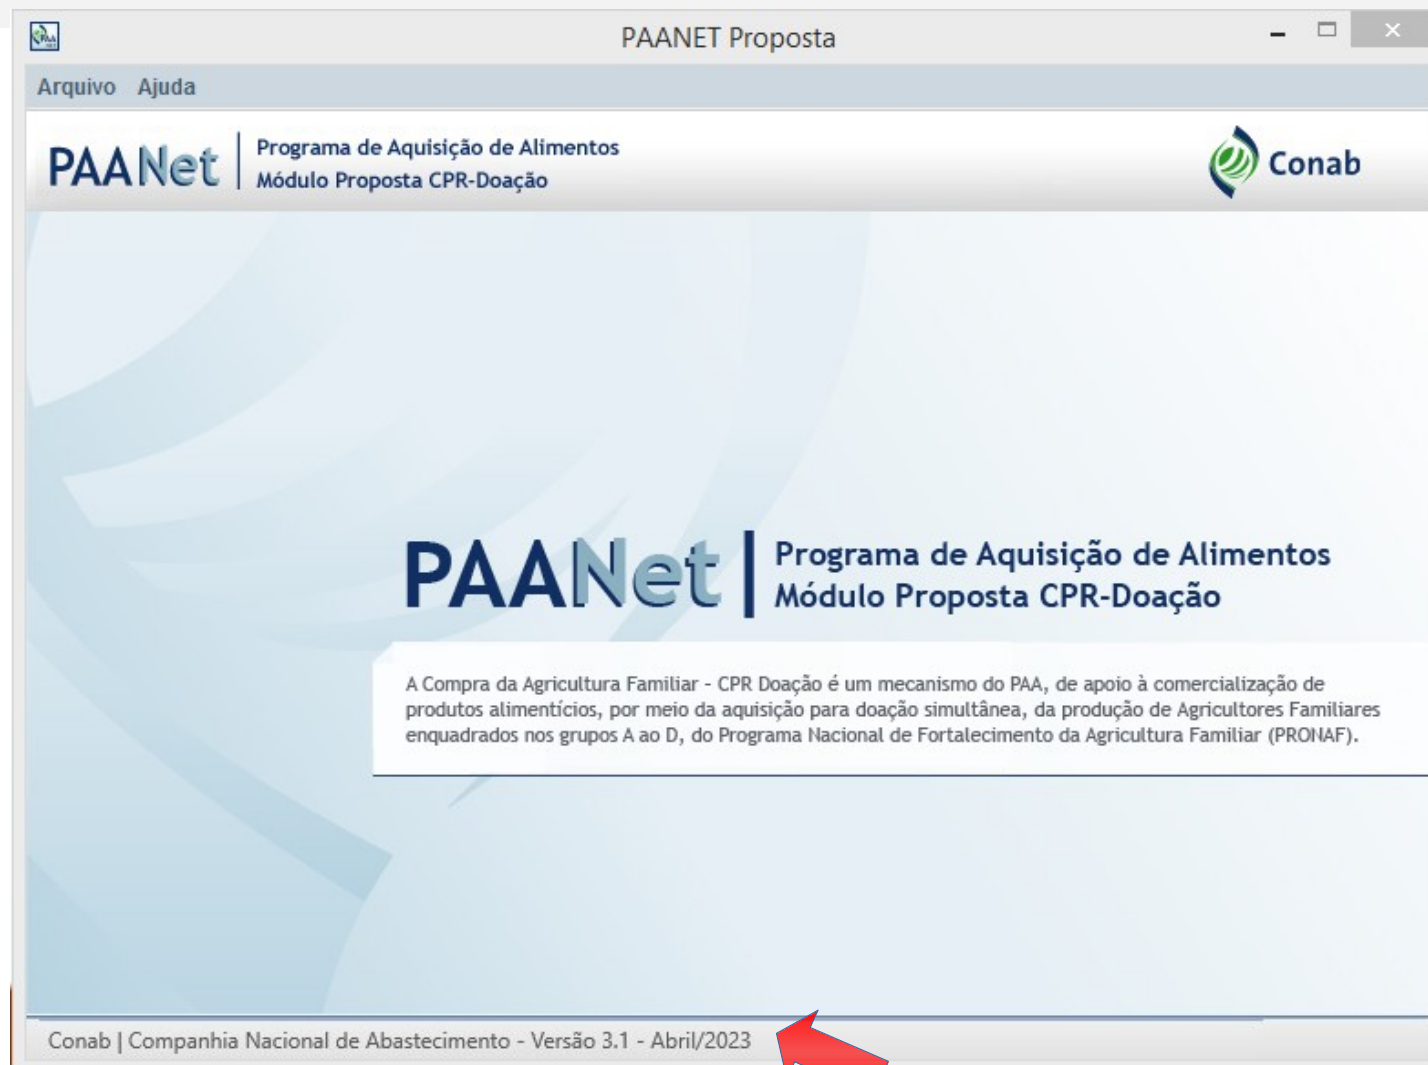 PAANET Proposta
Arquivo Ajuda
PAANet
Programa de Aquisição de Alimentos
Módulo Proposta CPR-Doação
Conab
PAANet
Programa de Aquisição de Alimentos
Módulo Proposta CPR-Doação
A Compra da Agricultura Familiar - CPR Doação é um mecanismo do PAA, de apoio à comercialização de
produtos alimentícios, por meio da aquisição para doação simultânea, da produção de Agricultores Familiares
enquadrados nos grupos A ao D, do Programa Nacional de Fortalecimento da Agricultura Familiar (PRONAF).
Conab | Companhia Nacional de Abastecimento - Versão 3.1 - Abril/2023